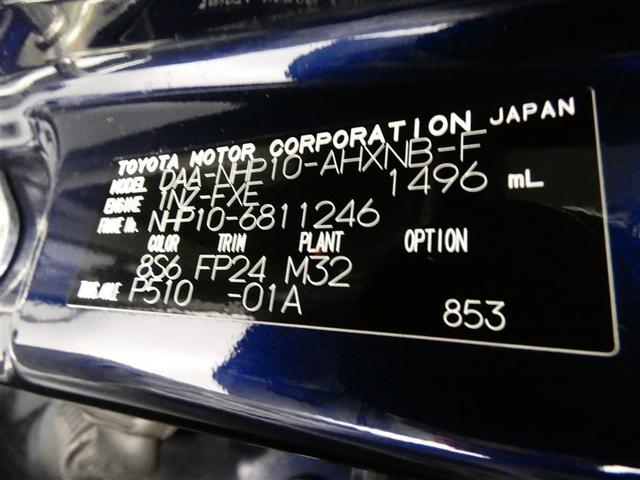 TOYOTA MOTOR CORPORATION JAPAN
MODEL DAA-NHP10-AHXNB-F
ENGINE 1NZ-FXE 1496 mL
FRAME No. NHP10-6811246
COLOR TRIM PLANT OPTION
8S6 FP24 M32
TRANS./AXLE P510 -01A 853